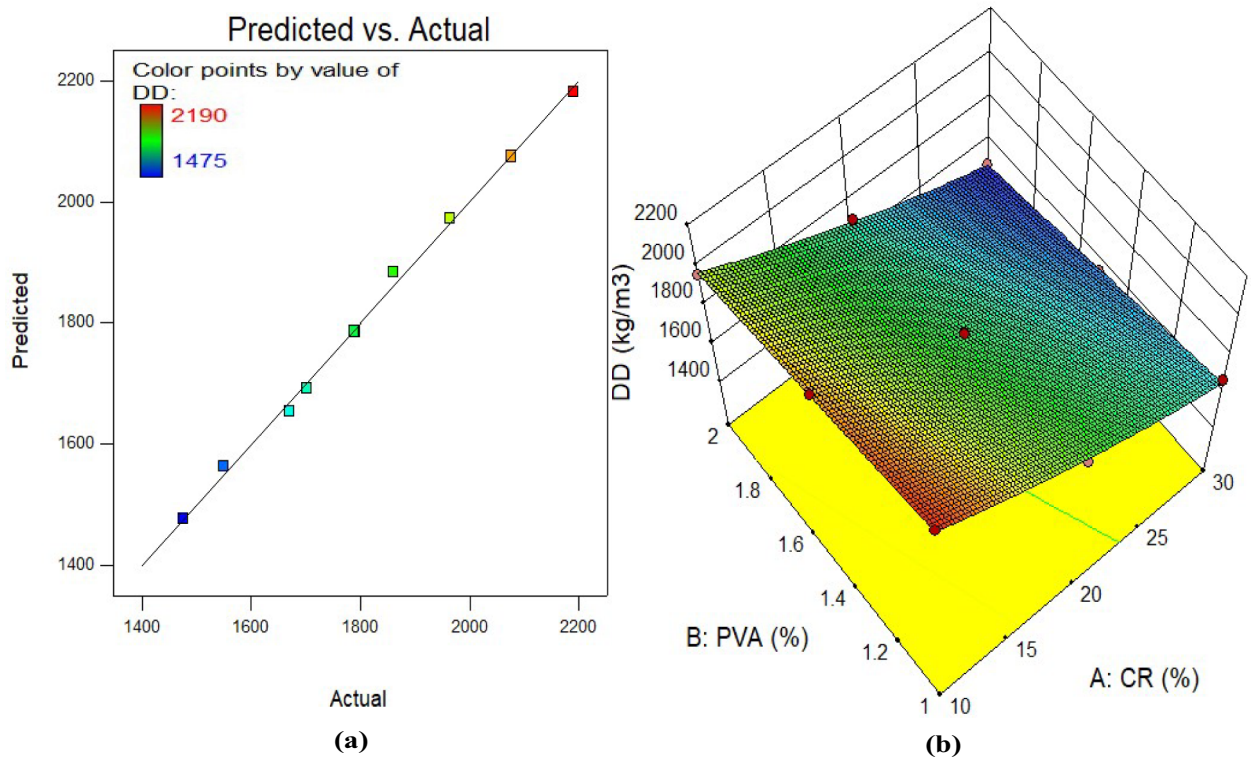 Predicted vs. Actual
Color points by value of
DD:
2190
1475
2200
2000
1800
1600
1400
Predicted
1400
1600
1800
2000
2200
Actual
(a)
2200
2000
1800
1600
1400
DD (kg/m3)
2
1.8
1.6
1.4
1.2
1
B: PVA (%)
10
15
20
25
30
A: CR (%)
(b)